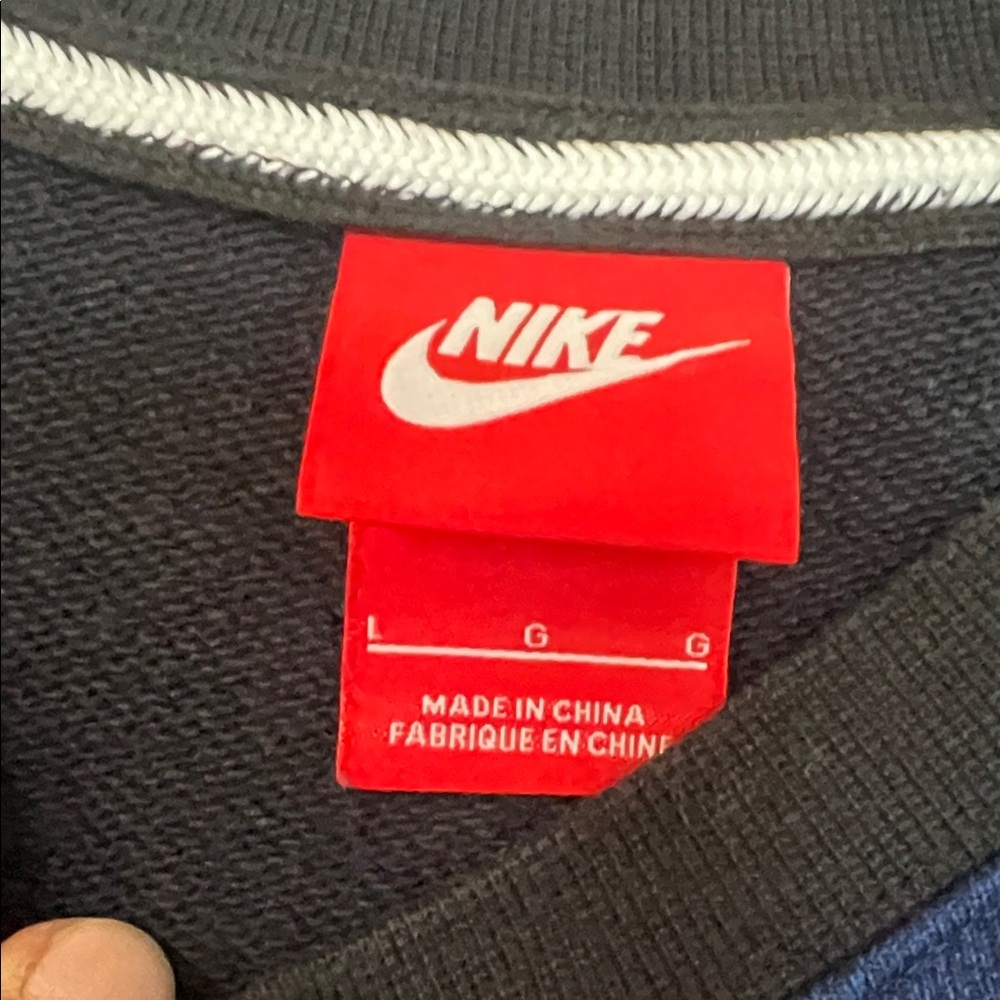 NIKE
L G G
MADE IN CHINA
FABRIQUE EN CHINE